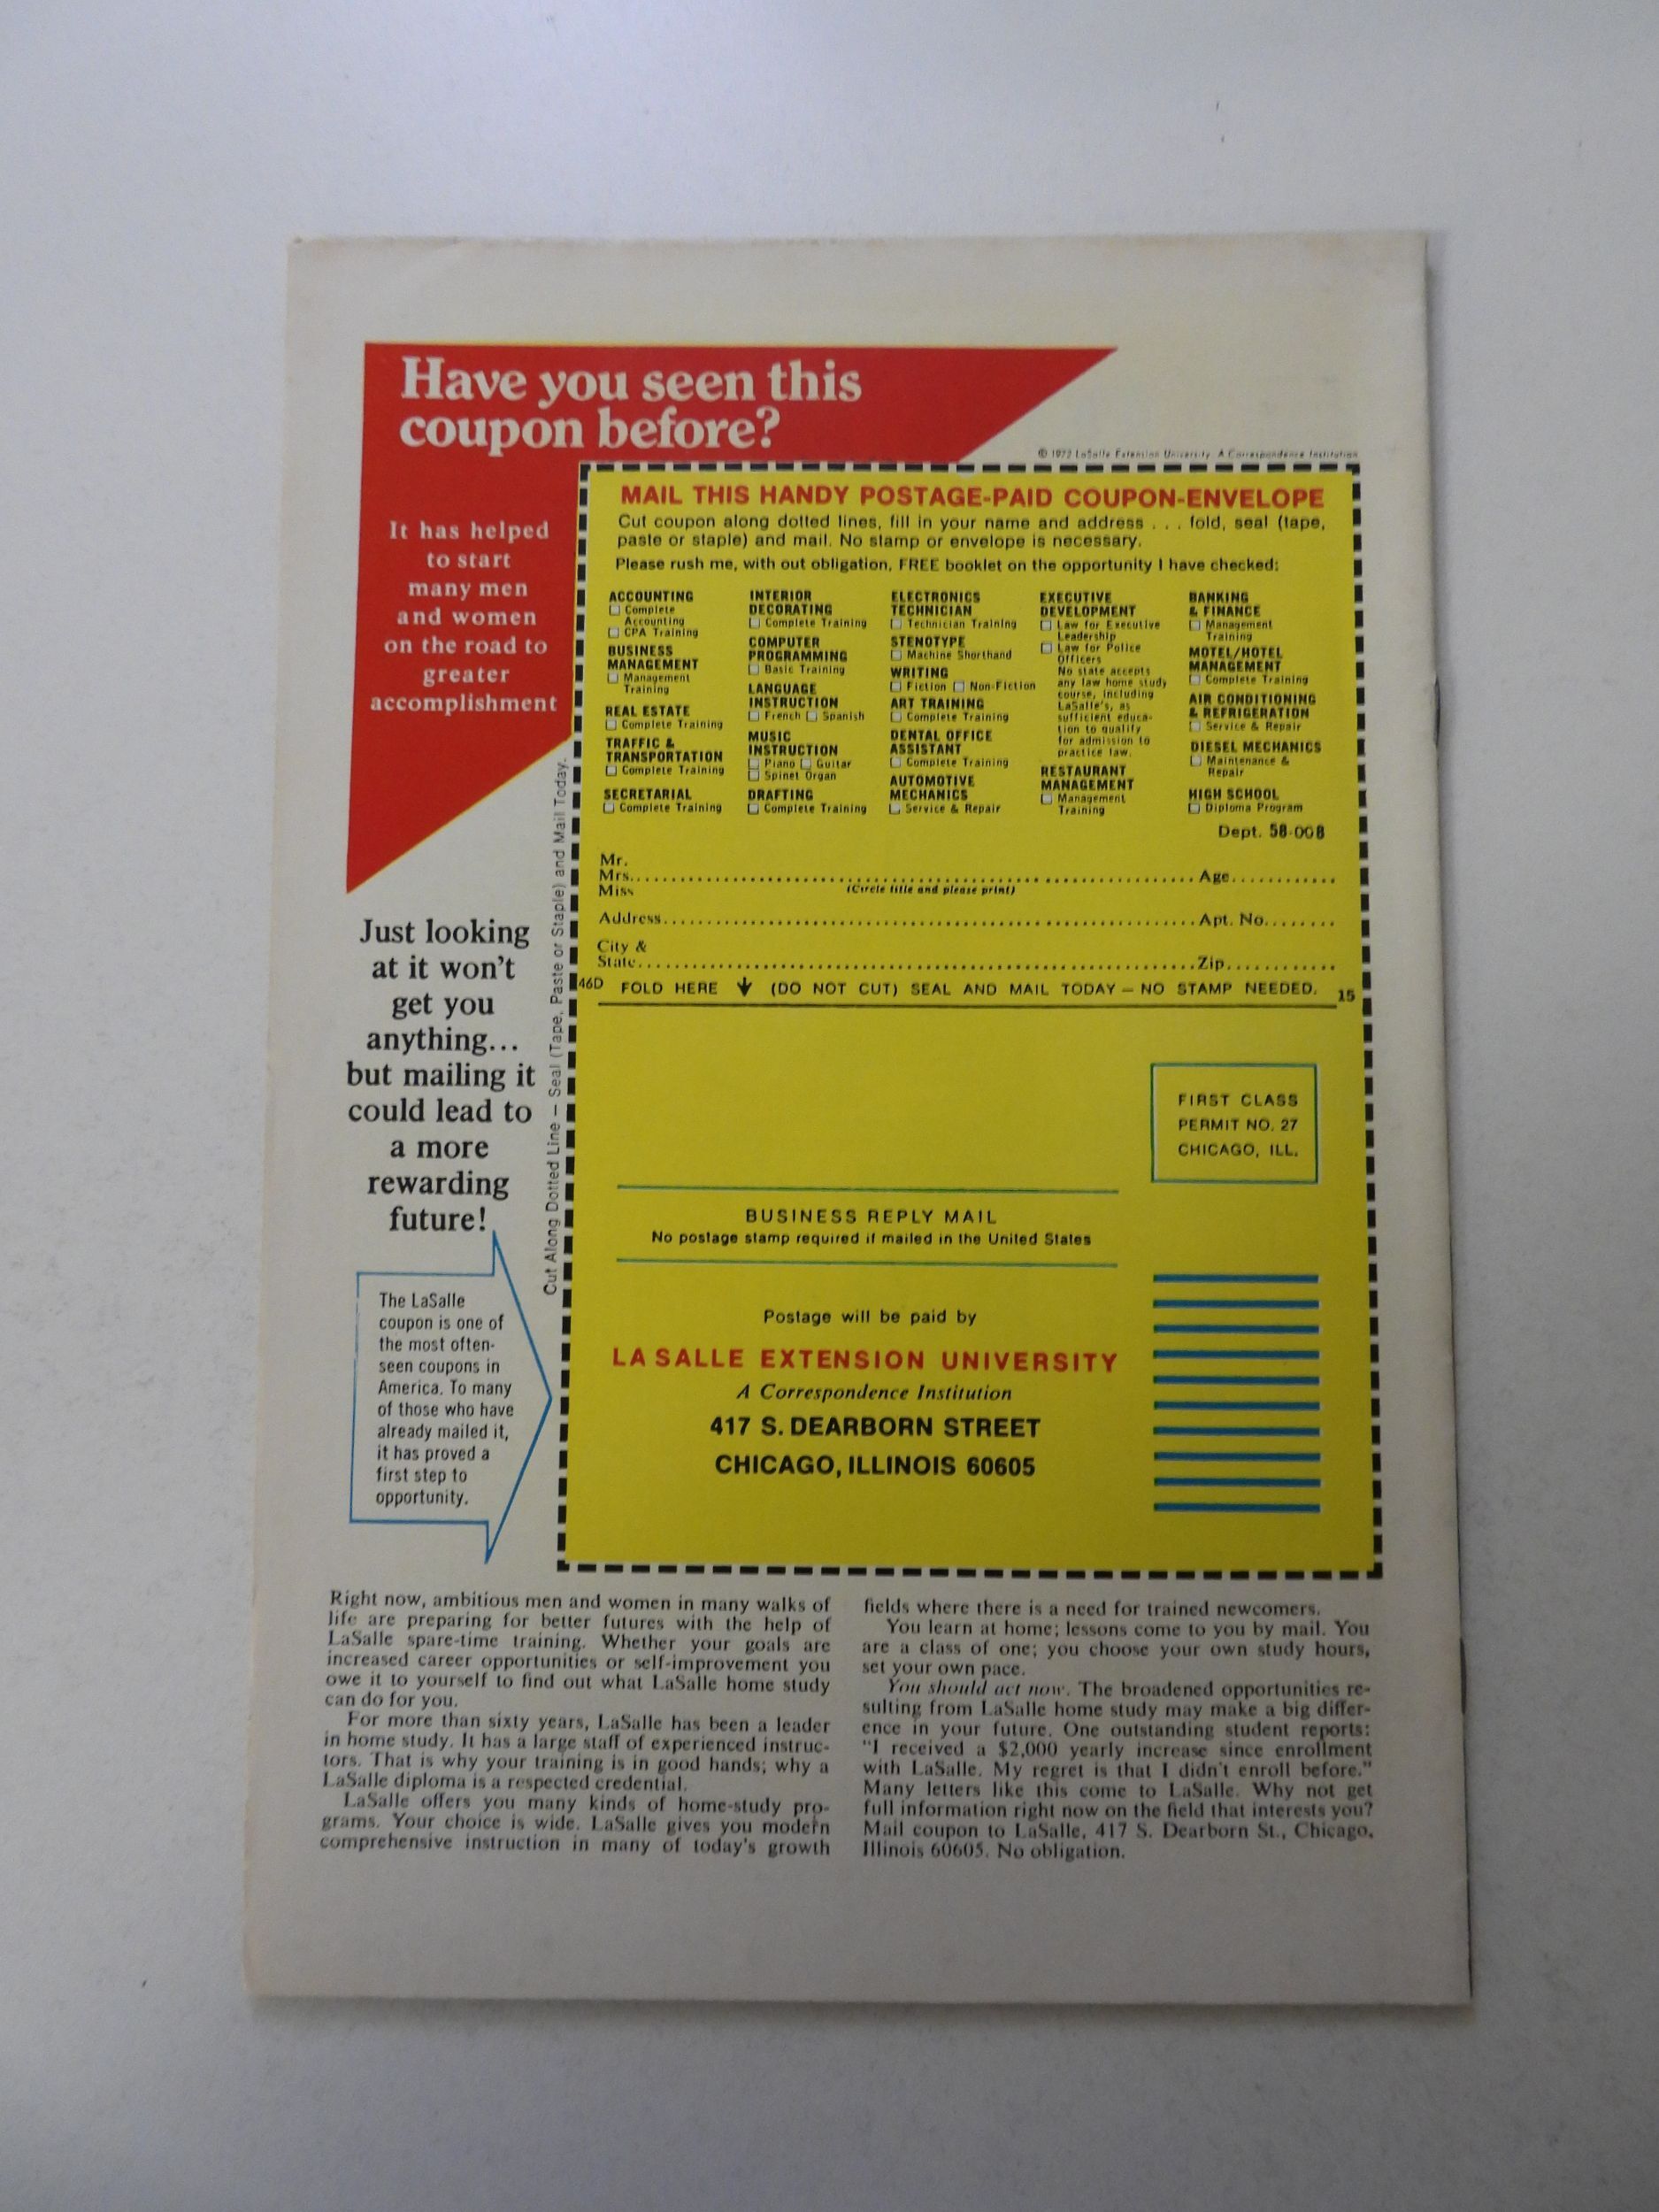 Have you seen this
coupon before?
© 1972 LaSalle Extension University. A Correspondence Institution
It has helped
to start
many men
and women
on the road to
greater
accomplishment
MAIL THIS HANDY POSTAGE-PAID COUPON-ENVELOPE
Cut coupon along dotted lines, fill in your name and address . . . fold, seal (tape,
paste or staple) and mail. No stamp or envelope is necessary.
Please rush me, with out obligation, FREE booklet on the opportunity I have checked:
ACCOUNTING
☐ Complete
Accounting
☐ CPA Training
BUSINESS
MANAGEMENT
☐ Management
Training
REAL ESTATE
☐ Complete Training
TRAFFIC &
TRANSPORTATION
☐ Complete Training
SECRETARIAL
☐ Complete Training
INTERIOR
DECORATING
☐ Complete Training
COMPUTER
PROGRAMMING
☐ Basic Training
LANGUAGE
INSTRUCTION
☐ French ☐ Spanish
MUSIC
INSTRUCTION
☐ Piano ☐ Guitar
☐ Spinet Organ
DRAFTING
☐ Complete Training
ELECTRONICS
TECHNICIAN
☐ Technician Training
STENOTYPE
☐ Machine Shorthand
WRITING
☐ Fiction ☐ Non-Fiction
ART TRAINING
☐ Complete Training
DENTAL OFFICE
ASSISTANT
☐ Complete Training
AUTOMOTIVE
MECHANICS
☐ Service & Repair
EXECUTIVE
DEVELOPMENT
☐ Law for Executive
Leadership
☐ Law for Police
Officers
No state accepts
any law home study
course, including
LaSalle's, as
sufficient educa-
tion to qualify
for admission to
practice law.
RESTAURANT
MANAGEMENT
☐ Management
Training
BANKING
& FINANCE
☐ Management
Training
MOTEL/HOTEL
MANAGEMENT
☐ Complete Training
AIR CONDITIONING
& REFRIGERATION
☐ Service & Repair
DIESEL MECHANICS
☐ Maintenance &
Repair
HIGH SCHOOL
☐ Diploma Program
Dept. 58-008
Mr.
Mrs. Age
Miss (Circle title and please print)
Address Apt. No.
City &
State Zip
46D FOLD HERE ↓ (DO NOT CUT) SEAL AND MAIL TODAY — NO STAMP NEEDED. 15
Cut Along Dotted Line — Seal (Tape, Paste or Staple) and Mail Today.
Just looking
at it won't
get you
anything...
but mailing it
could lead to
a more
rewarding
future!
FIRST CLASS
PERMIT NO. 27
CHICAGO, ILL.
BUSINESS REPLY MAIL
No postage stamp required if mailed in the United States
Postage will be paid by
LA SALLE EXTENSION UNIVERSITY
A Correspondence Institution
417 S. DEARBORN STREET
CHICAGO, ILLINOIS 60605
The LaSalle
coupon is one of
the most often-
seen coupons in
America. To many
of those who have
already mailed it,
it has proved a
first step to
opportunity.
Right now, ambitious men and women in many walks of
life are preparing for better futures with the help of
LaSalle spare-time training. Whether your goals are
increased career opportunities or self-improvement you
owe it to yourself to find out what LaSalle home study
can do for you.
For more than sixty years, LaSalle has been a leader
in home study. It has a large staff of experienced instruc-
tors. That is why your training is in good hands; why a
LaSalle diploma is a respected credential.
LaSalle offers you many kinds of home-study pro-
grams. Your choice is wide. LaSalle gives you modern
comprehensive instruction in many of today's growth
fields where there is a need for trained newcomers.
You learn at home; lessons come to you by mail. You
are a class of one; you choose your own study hours,
set your own pace.
You should act now. The broadened opportunities re-
sulting from LaSalle home study may make a big differ-
ence in your future. One outstanding student reports:
"I received a $2,000 yearly increase since enrollment
with LaSalle. My regret is that I didn't enroll before."
Many letters like this come to LaSalle. Why not get
full information right now on the field that interests you?
Mail coupon to LaSalle, 417 S. Dearborn St., Chicago,
Illinois 60605. No obligation.